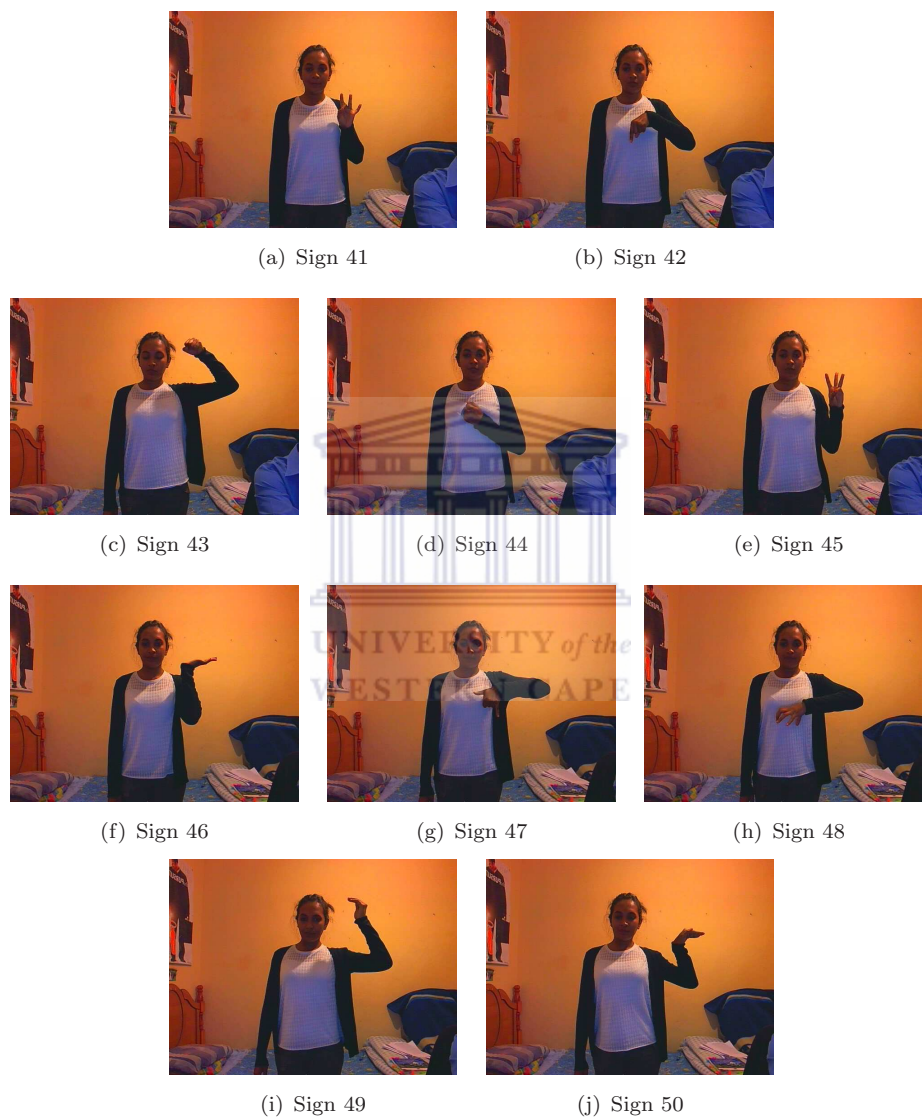 (a) Sign 41
(b) Sign 42
(c) Sign 43
(d) Sign 44
(e) Sign 45
UNIVERSITY of the
WESTERN CAPE
(f) Sign 46
(g) Sign 47
(h) Sign 48
(i) Sign 49
(j) Sign 50